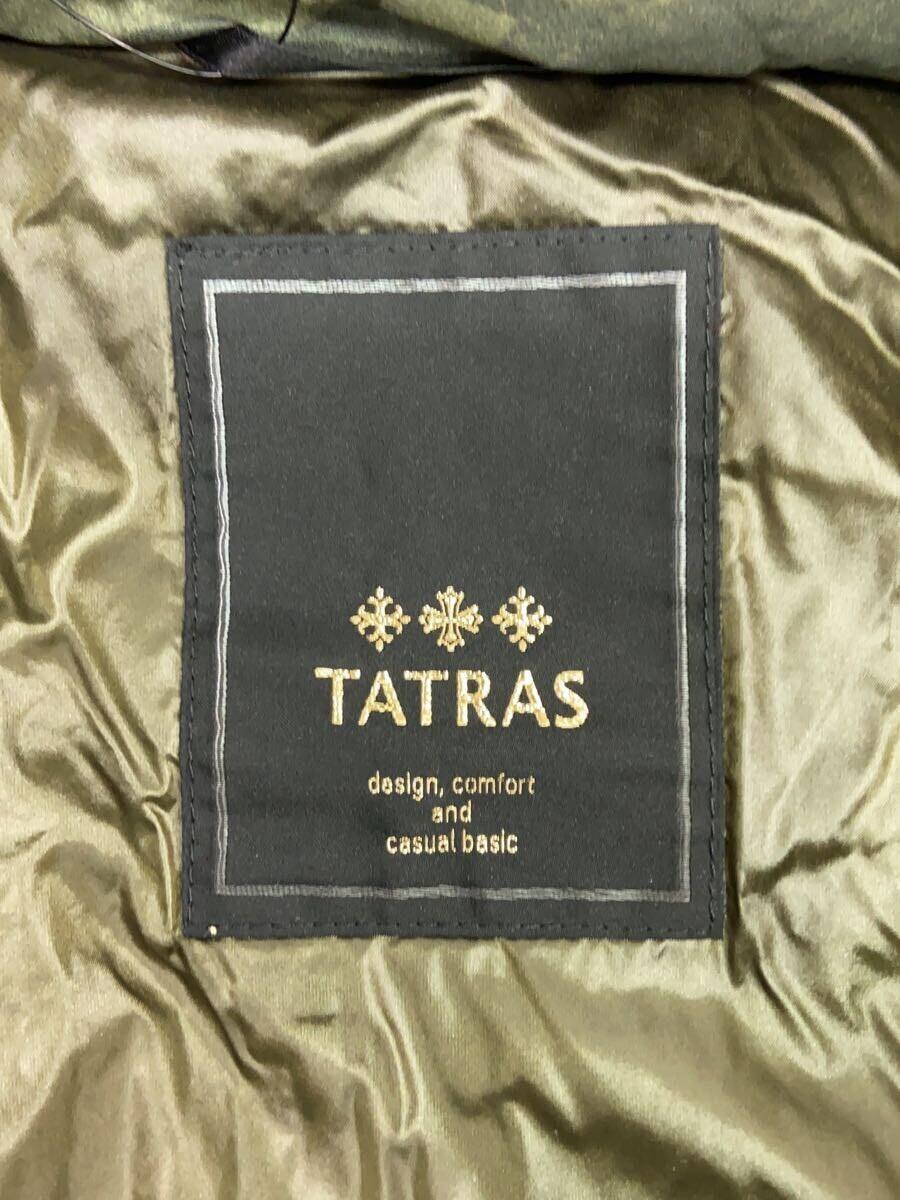 TATRAS
design, comfort
and
casual basic